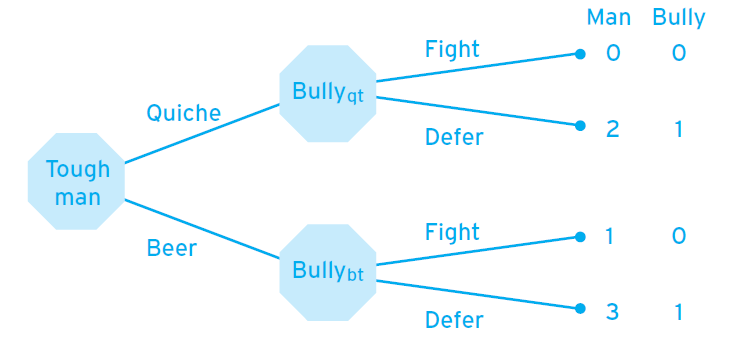 Man Bully
Fight 0 0
Bullyqt
Quiche
Defer 2 1
Tough
man
Fight 1 0
Beer
Bullybt
Defer 3 1